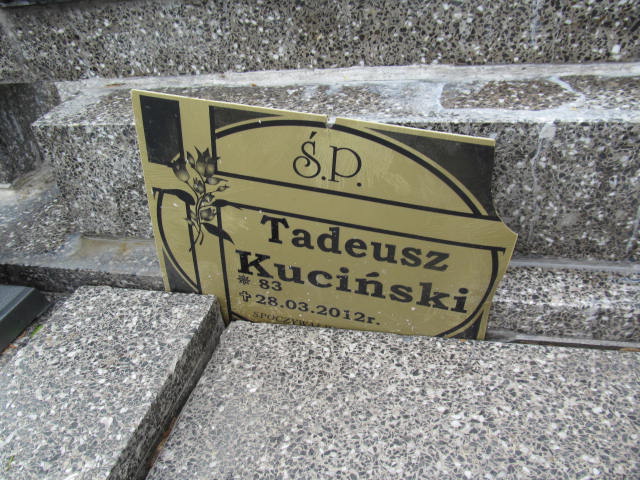 Ś.P.
Tadeusz
Kuciński
* 83
✞ 28.03.2012r.